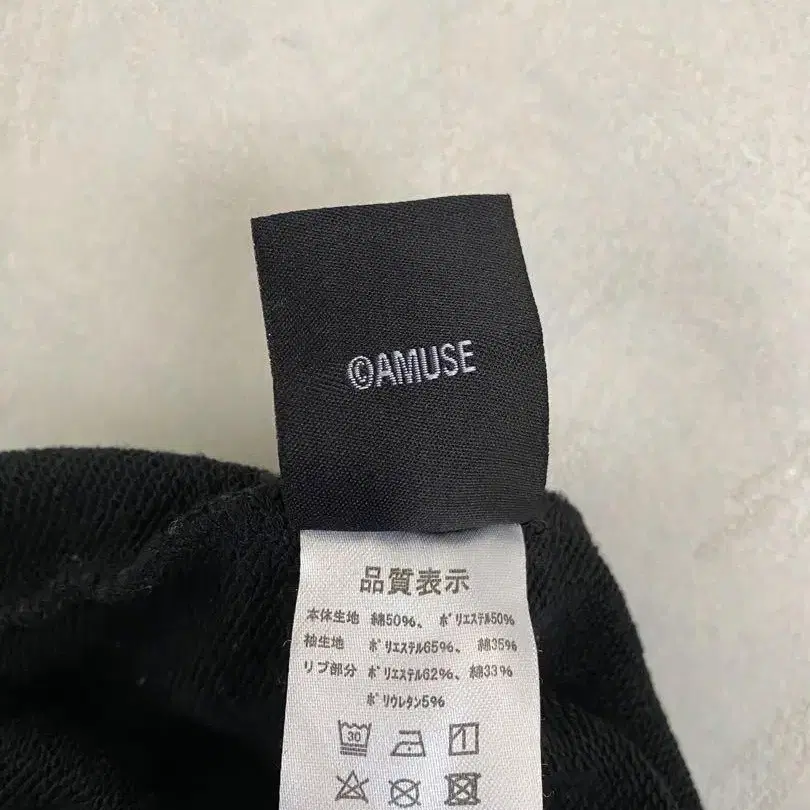 ©AMUSE
品質表示
本体生地 綿50%、 ポリエステル50%
袖生地 ポリエステル65%、 綿35%
リブ部分 ポリエステル62%、 綿33%
ポリウレタン5%
30